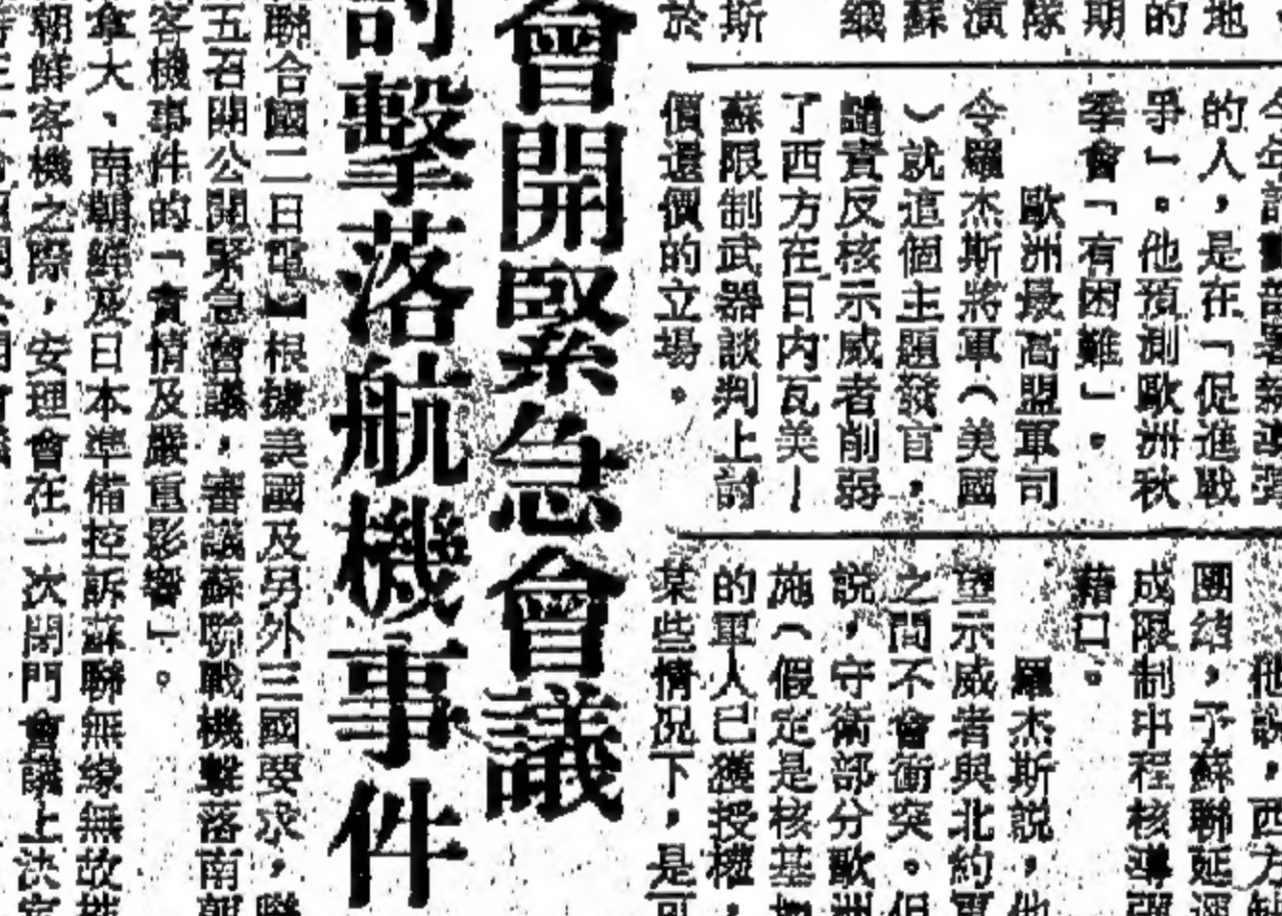 地
的
期
隊
演
蘇
織
斯
於
的人，是在「促進戰
爭」。他預測歐洲秋
季會「有困難」。
歐洲最高盟軍司
令羅杰斯將軍（美國
）就這個主題發言，
譴責反核示威者削弱
了西方在日内瓦美—
蘇限制武器談判上討
價還價的立場。
他說，西方
團結，予蘇聯延遲
成限制中程核導彈
藉口。
羅杰斯說，他
望示威者與北約軍
之間不會衝突。但
說，守衛部分歐洲
施（假定是核基
的軍人已獲授權，
某些情况下，是可
會開緊急會議
討擊落航機事件
聯合國二日電】根據美國及另外三國要求，聯
五召開公開緊急會議，審議蘇聯戰機擊落南朝
客機事件的「實情及嚴重影響」。
拿大、南朝鮮及日本準備控訴蘇聯無緣無故
朝鮮客機之際，安理會在一次閉門會議上決定